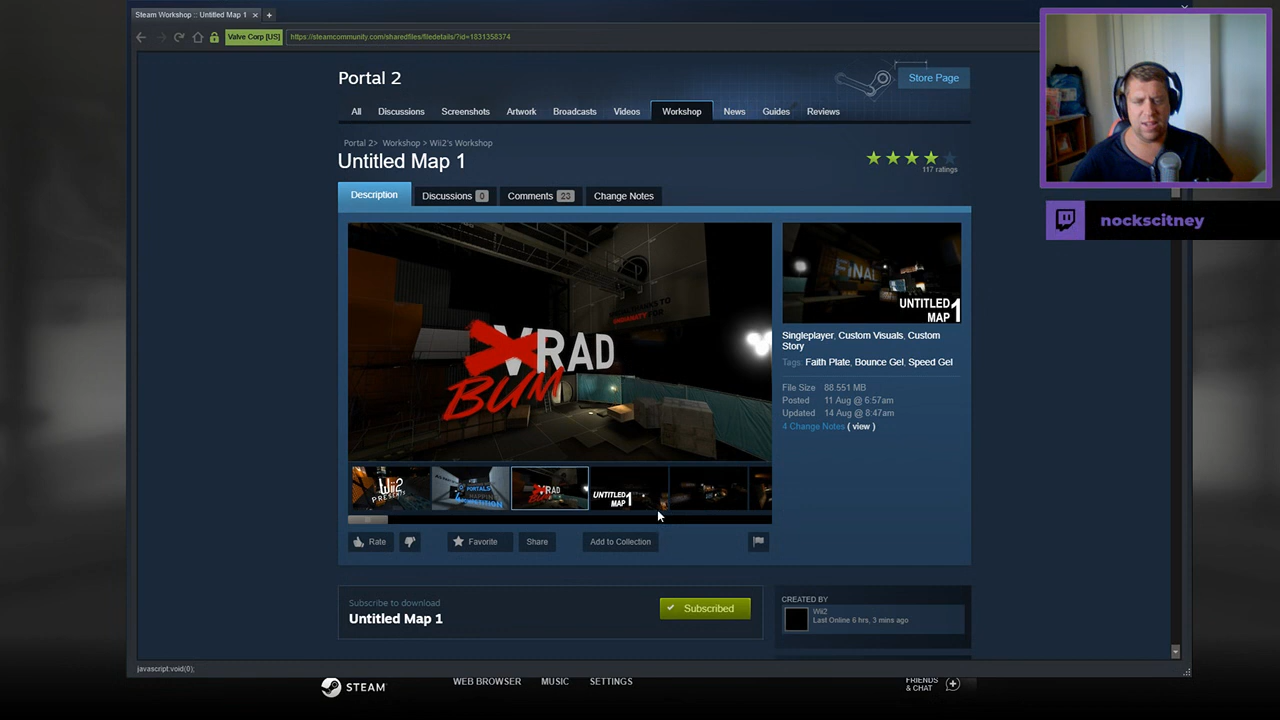 Steam Workshop :: Untitled Map 1
Valve Corp [US]
https://steamcommunity.com/sharedfiles/filedetails/?id=1831358374
Portal 2
Store Page
All Discussions Screenshots Artwork Broadcasts Videos Workshop News Guides Reviews
Portal 2 > Workshop > Wii2's Workshop
Untitled Map 1
117 ratings
Description Discussions 0 Comments 23 Change Notes
VRAD
BUM
FINAL
UNTITLED
MAP 1
Singleplayer, Custom Visuals, Custom
Story
Tags: Faith Plate, Bounce Gel, Speed Gel
File Size 88.551 MB
Posted 11 Aug @ 6:57am
Updated 14 Aug @ 8:47am
4 Change Notes ( view )
Wii2
PRESENTS
PORTALS
MAPPIN
COMPETITION
RAD
UNTITLED
MAP 1
Rate Favorite Share Add to Collection
Subscribe to download
Untitled Map 1
Subscribed
CREATED BY
Wii2
Last Online 6 hrs, 3 mins ago
javascript:void(0);
STEAM
WEB BROWSER MUSIC SETTINGS
FRIENDS
& CHAT
nockscitney